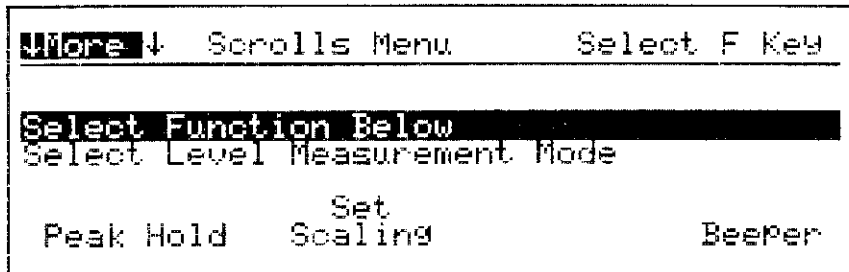 ↓More↓ Scrolls Menu Select F Key
Select Function Below
Select Level Measurement Mode
Set
Peak Hold Scaling Beeper